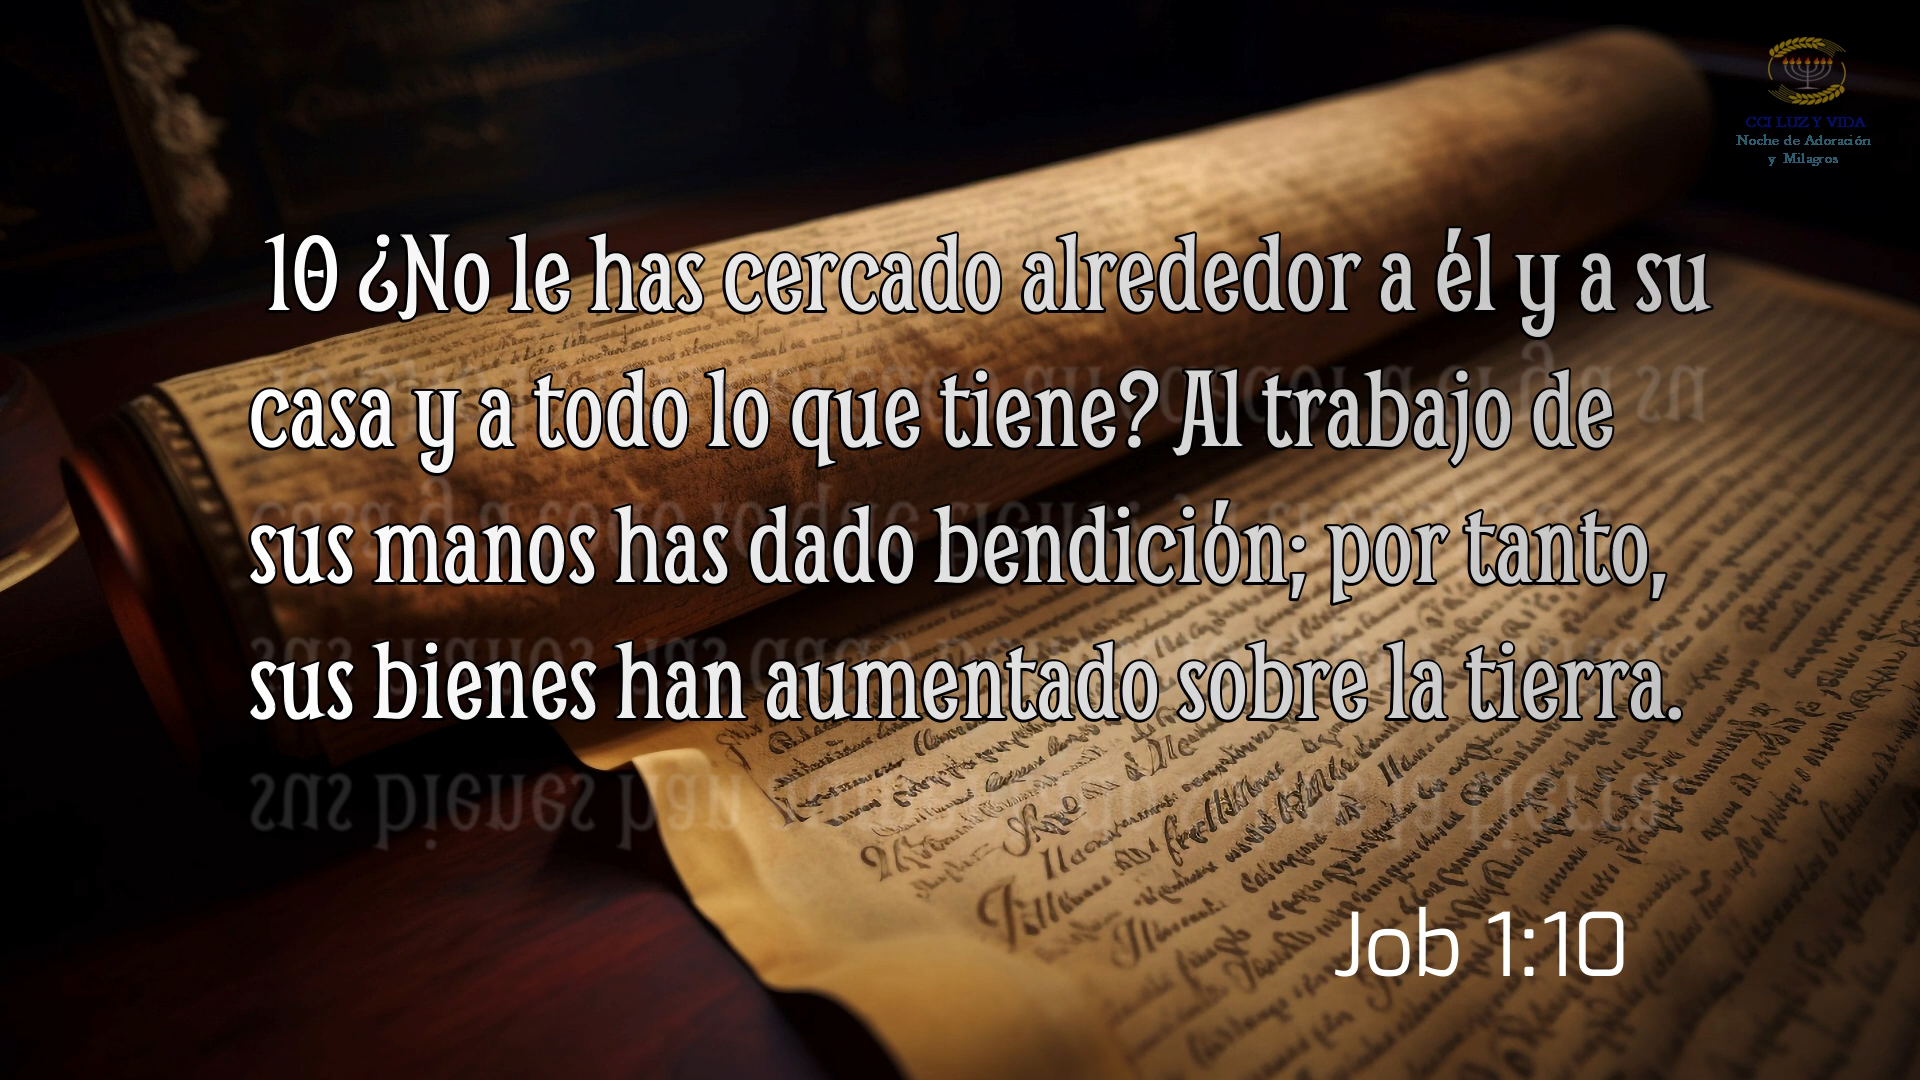 CCI LUZ Y VIDA
Noche de Adoración
y Milagros
10 ¿No le has cercado alrededor a él y a su
casa y a todo lo que tiene? Al trabajo de
sus manos has dado bendición; por tanto,
sus bienes han aumentado sobre la tierra.
Job 1:10